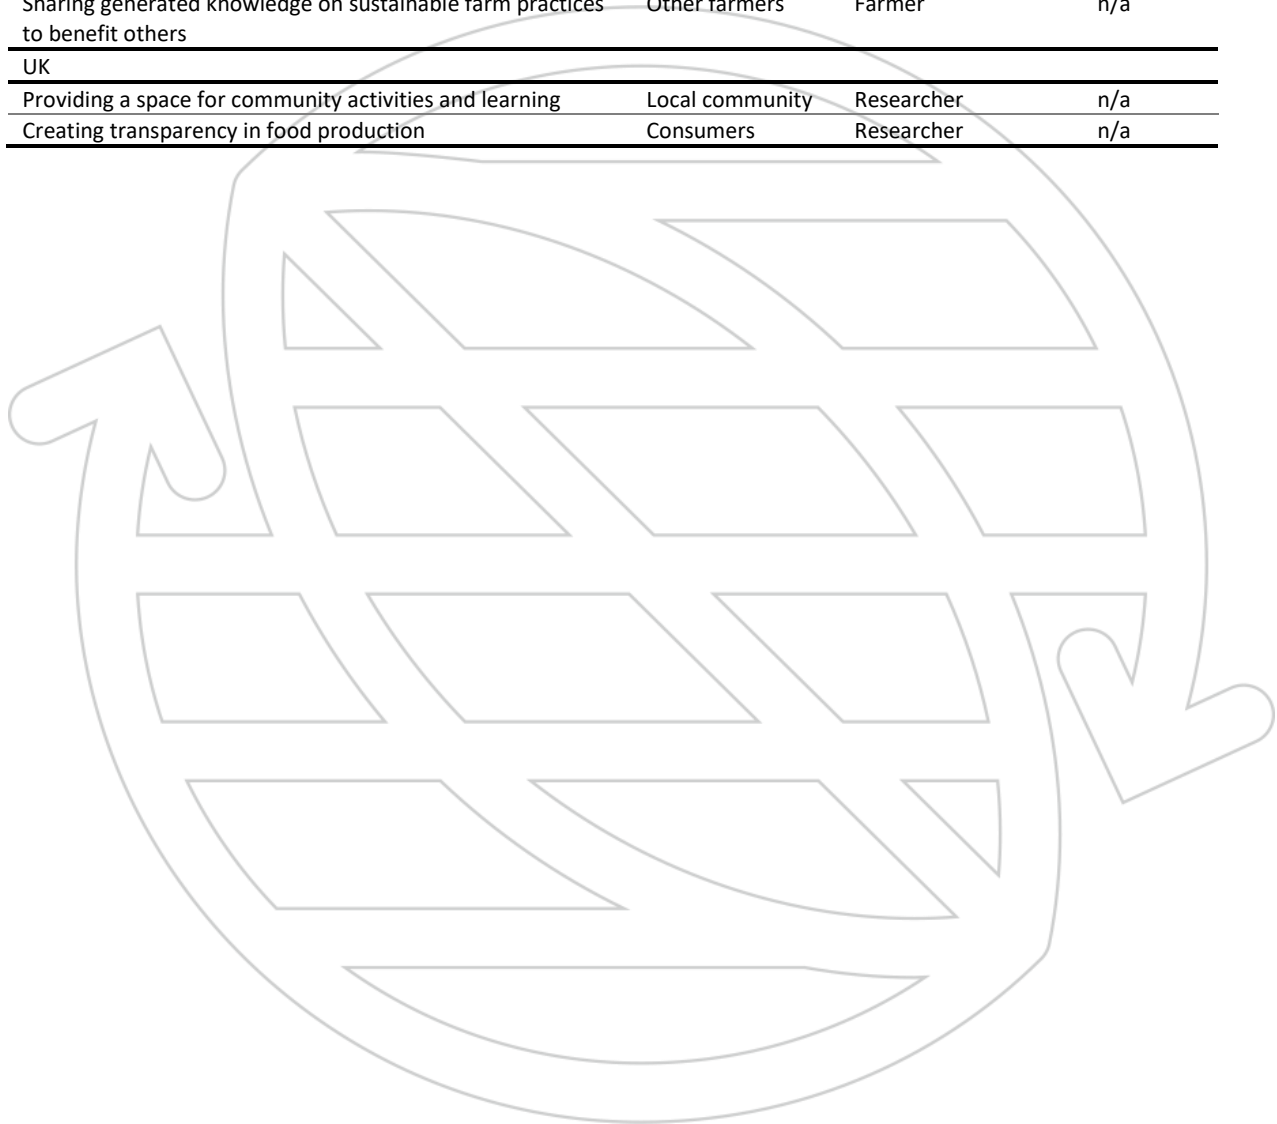 Sharing generated knowledge on sustainable farm practices Other farmers Farmer n/a
to benefit others
UK
Providing a space for community activities and learning Local community Researcher n/a
Creating transparency in food production Consumers Researcher n/a